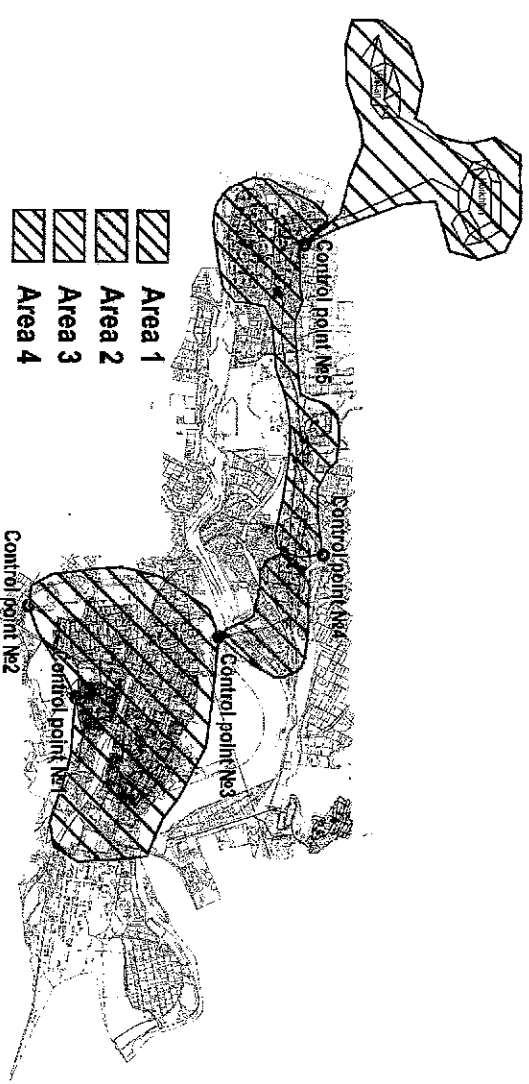 Control point №5
Control point №4
Control point №3
Control point №1
Control point №2
Area 1
Area 2
Area 3
Area 4